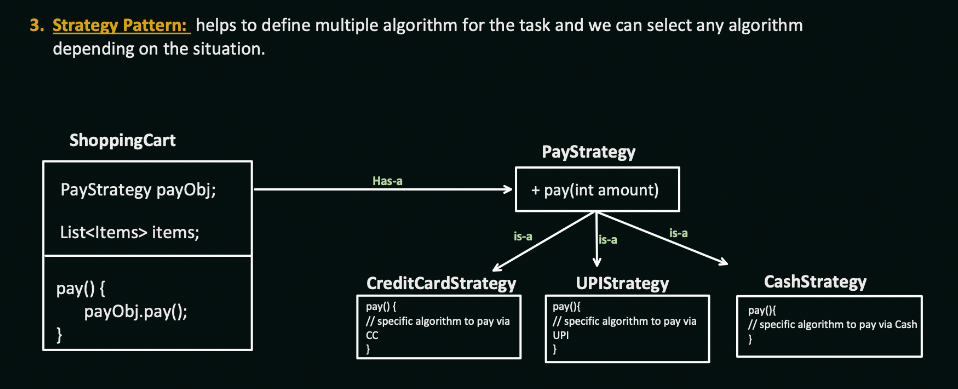 3. Strategy Pattern: helps to define multiple algorithm for the task and we can select any algorithm
depending on the situation.
ShoppingCart
PayStrategy payObj;
List<Items> items;
pay() {
payObj.pay();
}
Has-a
PayStrategy
+ pay(int amount)
is-a
is-a
is-a
CreditCardStrategy
pay() {
// specific algorithm to pay via
CC
}
UPIStrategy
pay(){
// specific algorithm to pay via
UPI
}
CashStrategy
pay(){
// specific algorithm to pay via Cash
}